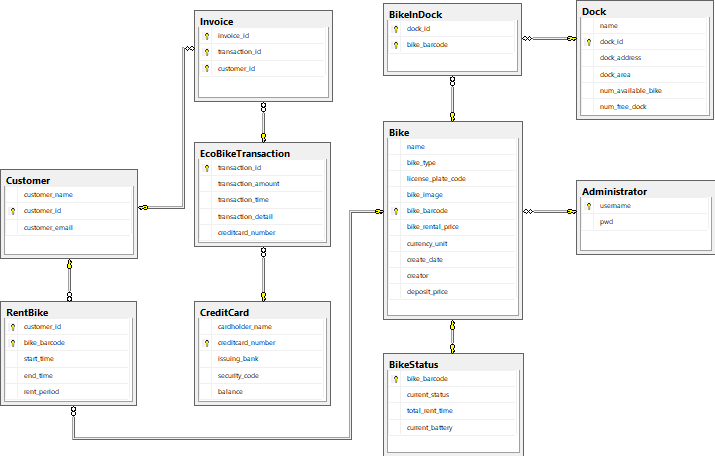 Invoice
invoice_id
transaction_id
customer_id
BikeInDock
dock_id
bike_barcode
Dock
name
dock_id
dock_address
dock_area
num_available_bike
num_free_dock
EcoBikeTransaction
transaction_id
transaction_amount
transaction_time
transaction_detail
creditcard_number
Bike
name
bike_type
license_plate_code
bike_image
bike_barcode
bike_rental_price
currency_unit
create_date
creator
deposit_price
Customer
customer_name
customer_id
customer_email
Administrator
username
pwd
RentBike
customer_id
bike_barcode
start_time
end_time
rent_period
CreditCard
cardholder_name
creditcard_number
issuing_bank
security_code
balance
BikeStatus
bike_barcode
current_status
total_rent_time
current_battery